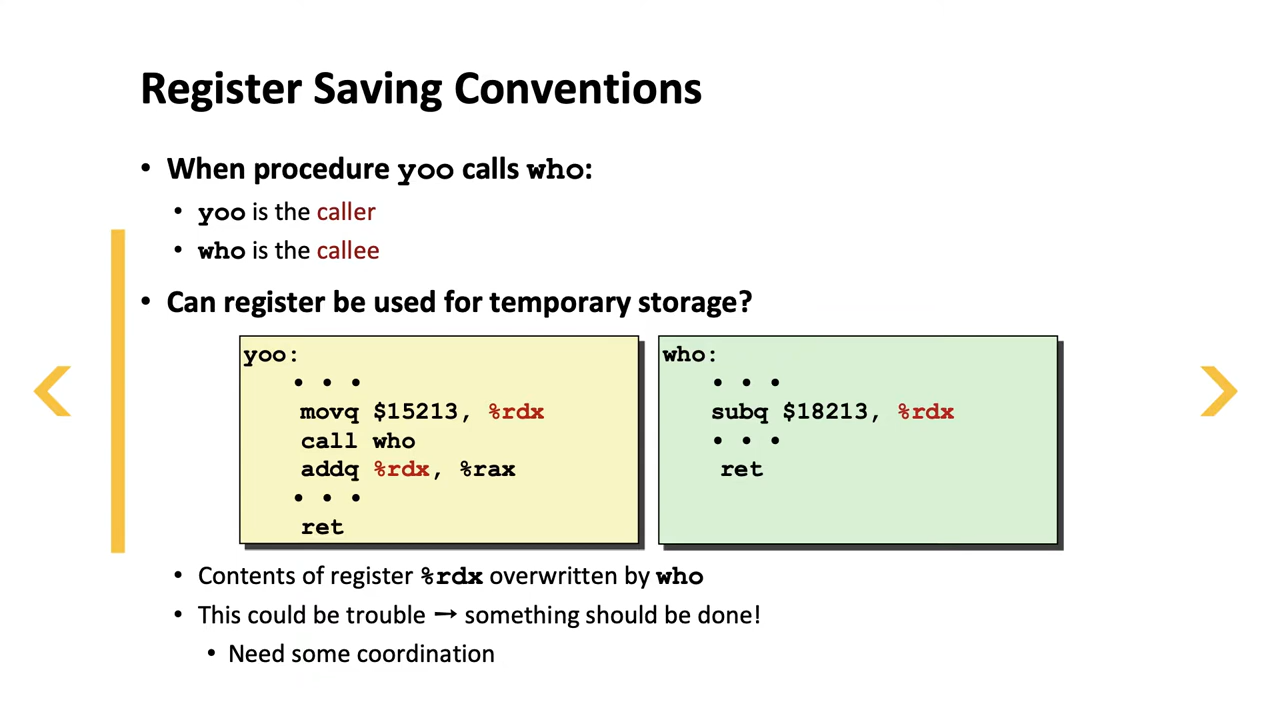 Register Saving Conventions
• When procedure yoo calls who:
• yoo is the caller
• who is the callee
• Can register be used for temporary storage?
yoo:
• • •
movq $15213, %rdx
call who
addq %rdx, %rax
• • •
ret
who:
• • •
subq $18213, %rdx
• • •
ret
• Contents of register %rdx overwritten by who
• This could be trouble → something should be done!
• Need some coordination